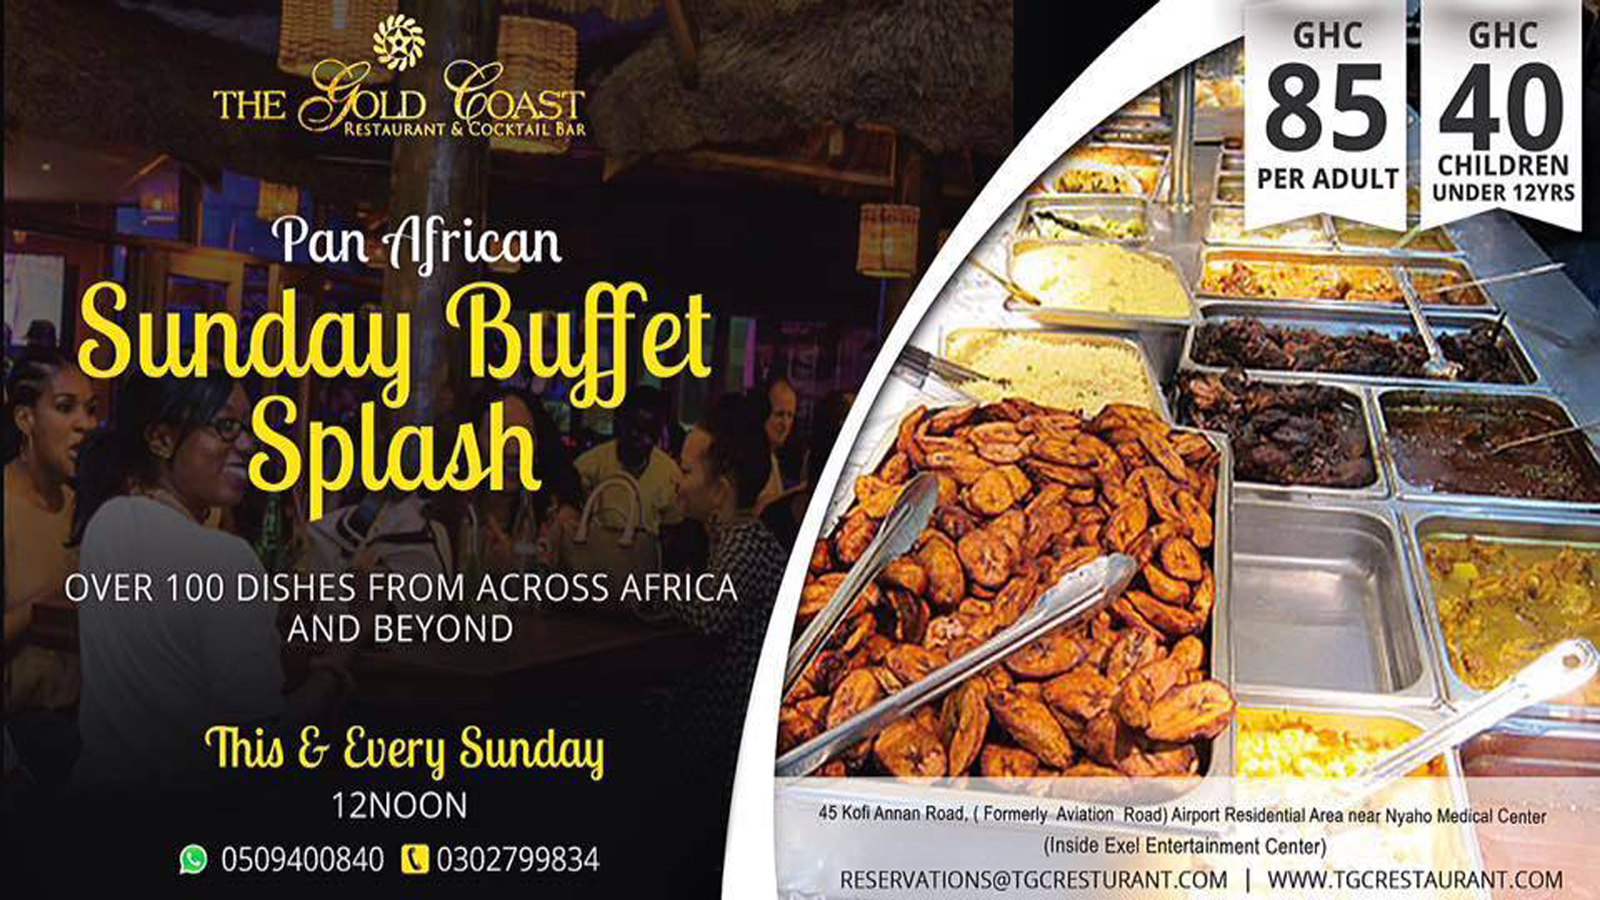 THE GOLD COAST
RESTAURANT & COCKTAIL BAR
Pan African
Sunday Buffet
Splash
OVER 100 DISHES FROM ACROSS AFRICA
AND BEYOND
This & Every Sunday
12NOON
0509400840 0302799834
GHC
85
PER ADULT
GHC
40
CHILDREN
UNDER 12YRS
45 Kofi Annan Road, ( Formerly Aviation Road) Airport Residential Area near Nyaho Medical Center
(Inside Exel Entertainment Center)
RESERVATIONS@TGCRESTURANT.COM | WWW.TGCRESTAURANT.COM